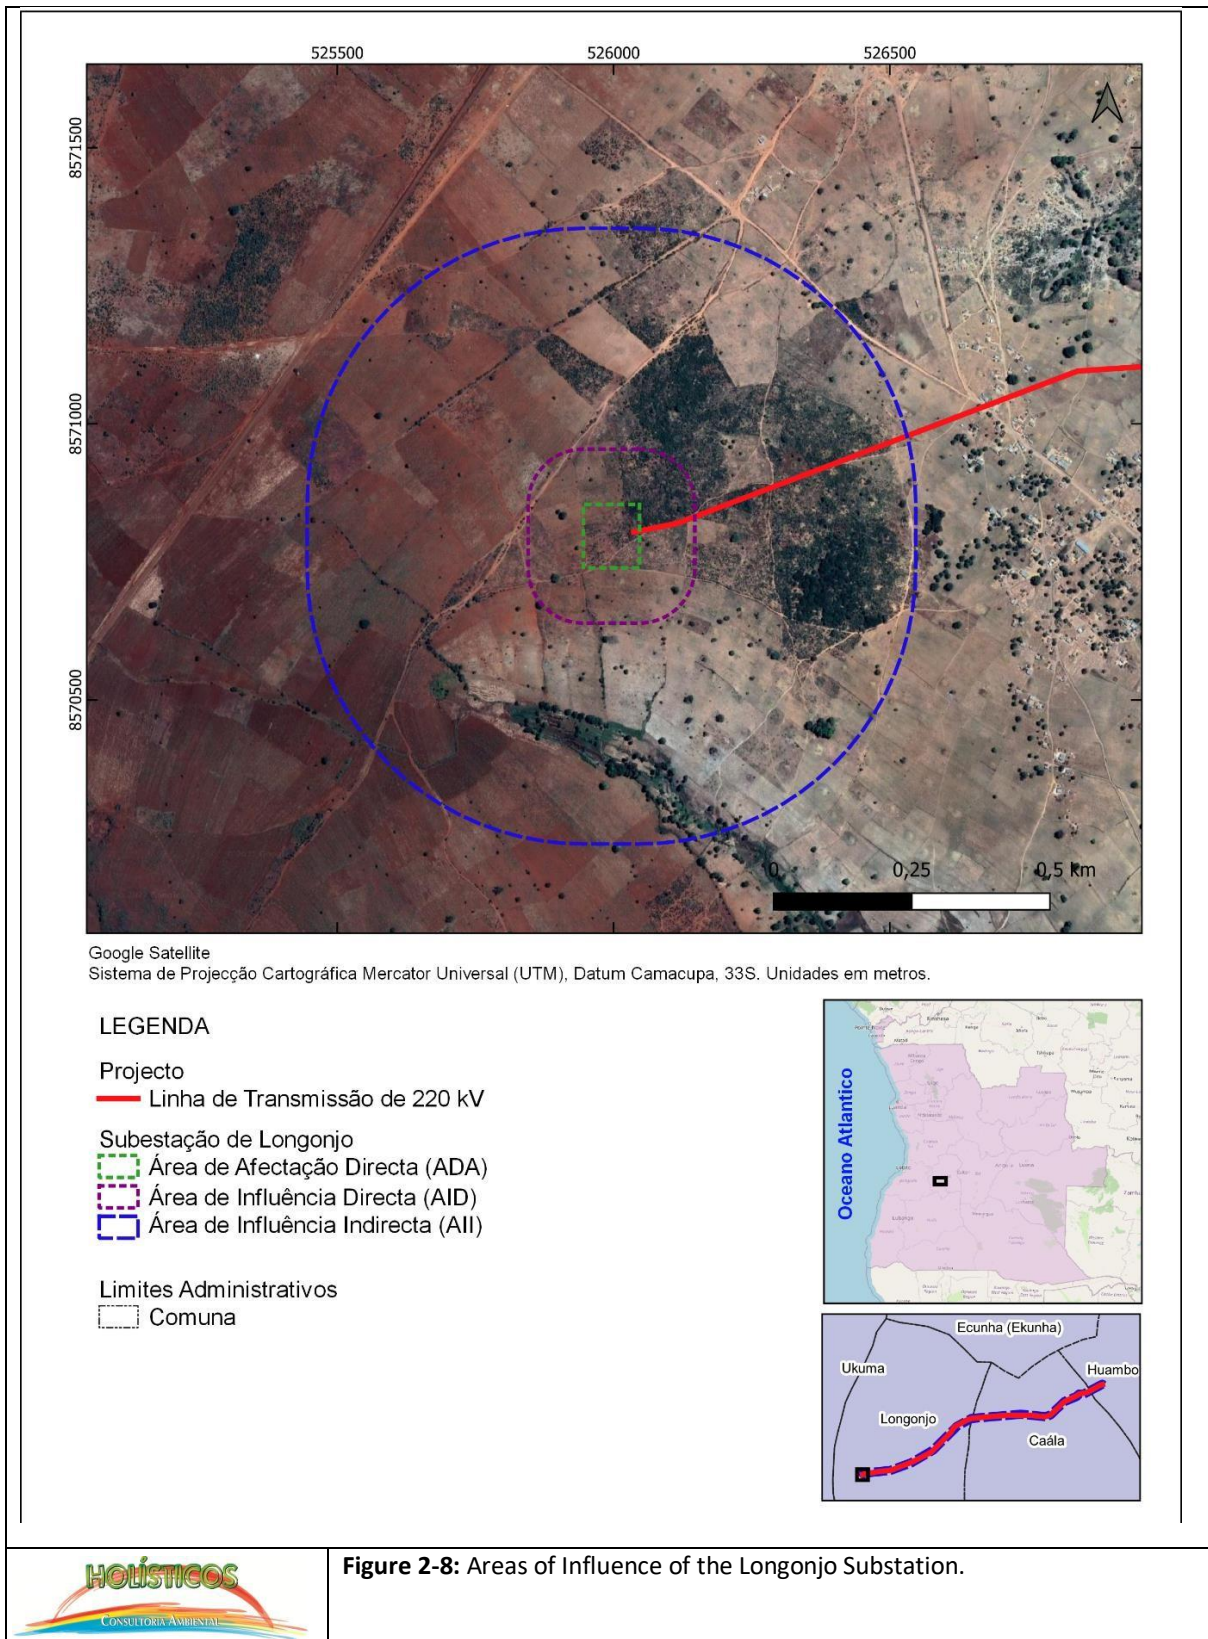 525500
526000
526500
8571500
8571000
8570500
0
0,25
0,5 km
Google Satellite
Sistema de Projecção Cartográfica Mercator Universal (UTM), Datum Camacupa, 33S. Unidades em metros.
LEGENDA
Projecto
Linha de Transmissão de 220 kV
Subestação de Longonjo
Área de Afectação Directa (ADA)
Área de Influência Directa (AID)
Área de Influência Indirecta (AII)
Limites Administrativos
Comuna
Oceano Atlantico
Ecunha (Ekunha)
Ukuma
Huambo
Longonjo
Caála
HOLÍSTICOS
CONSULTORIA AMBIENTAL
Figure 2-8: Areas of Influence of the Longonjo Substation.